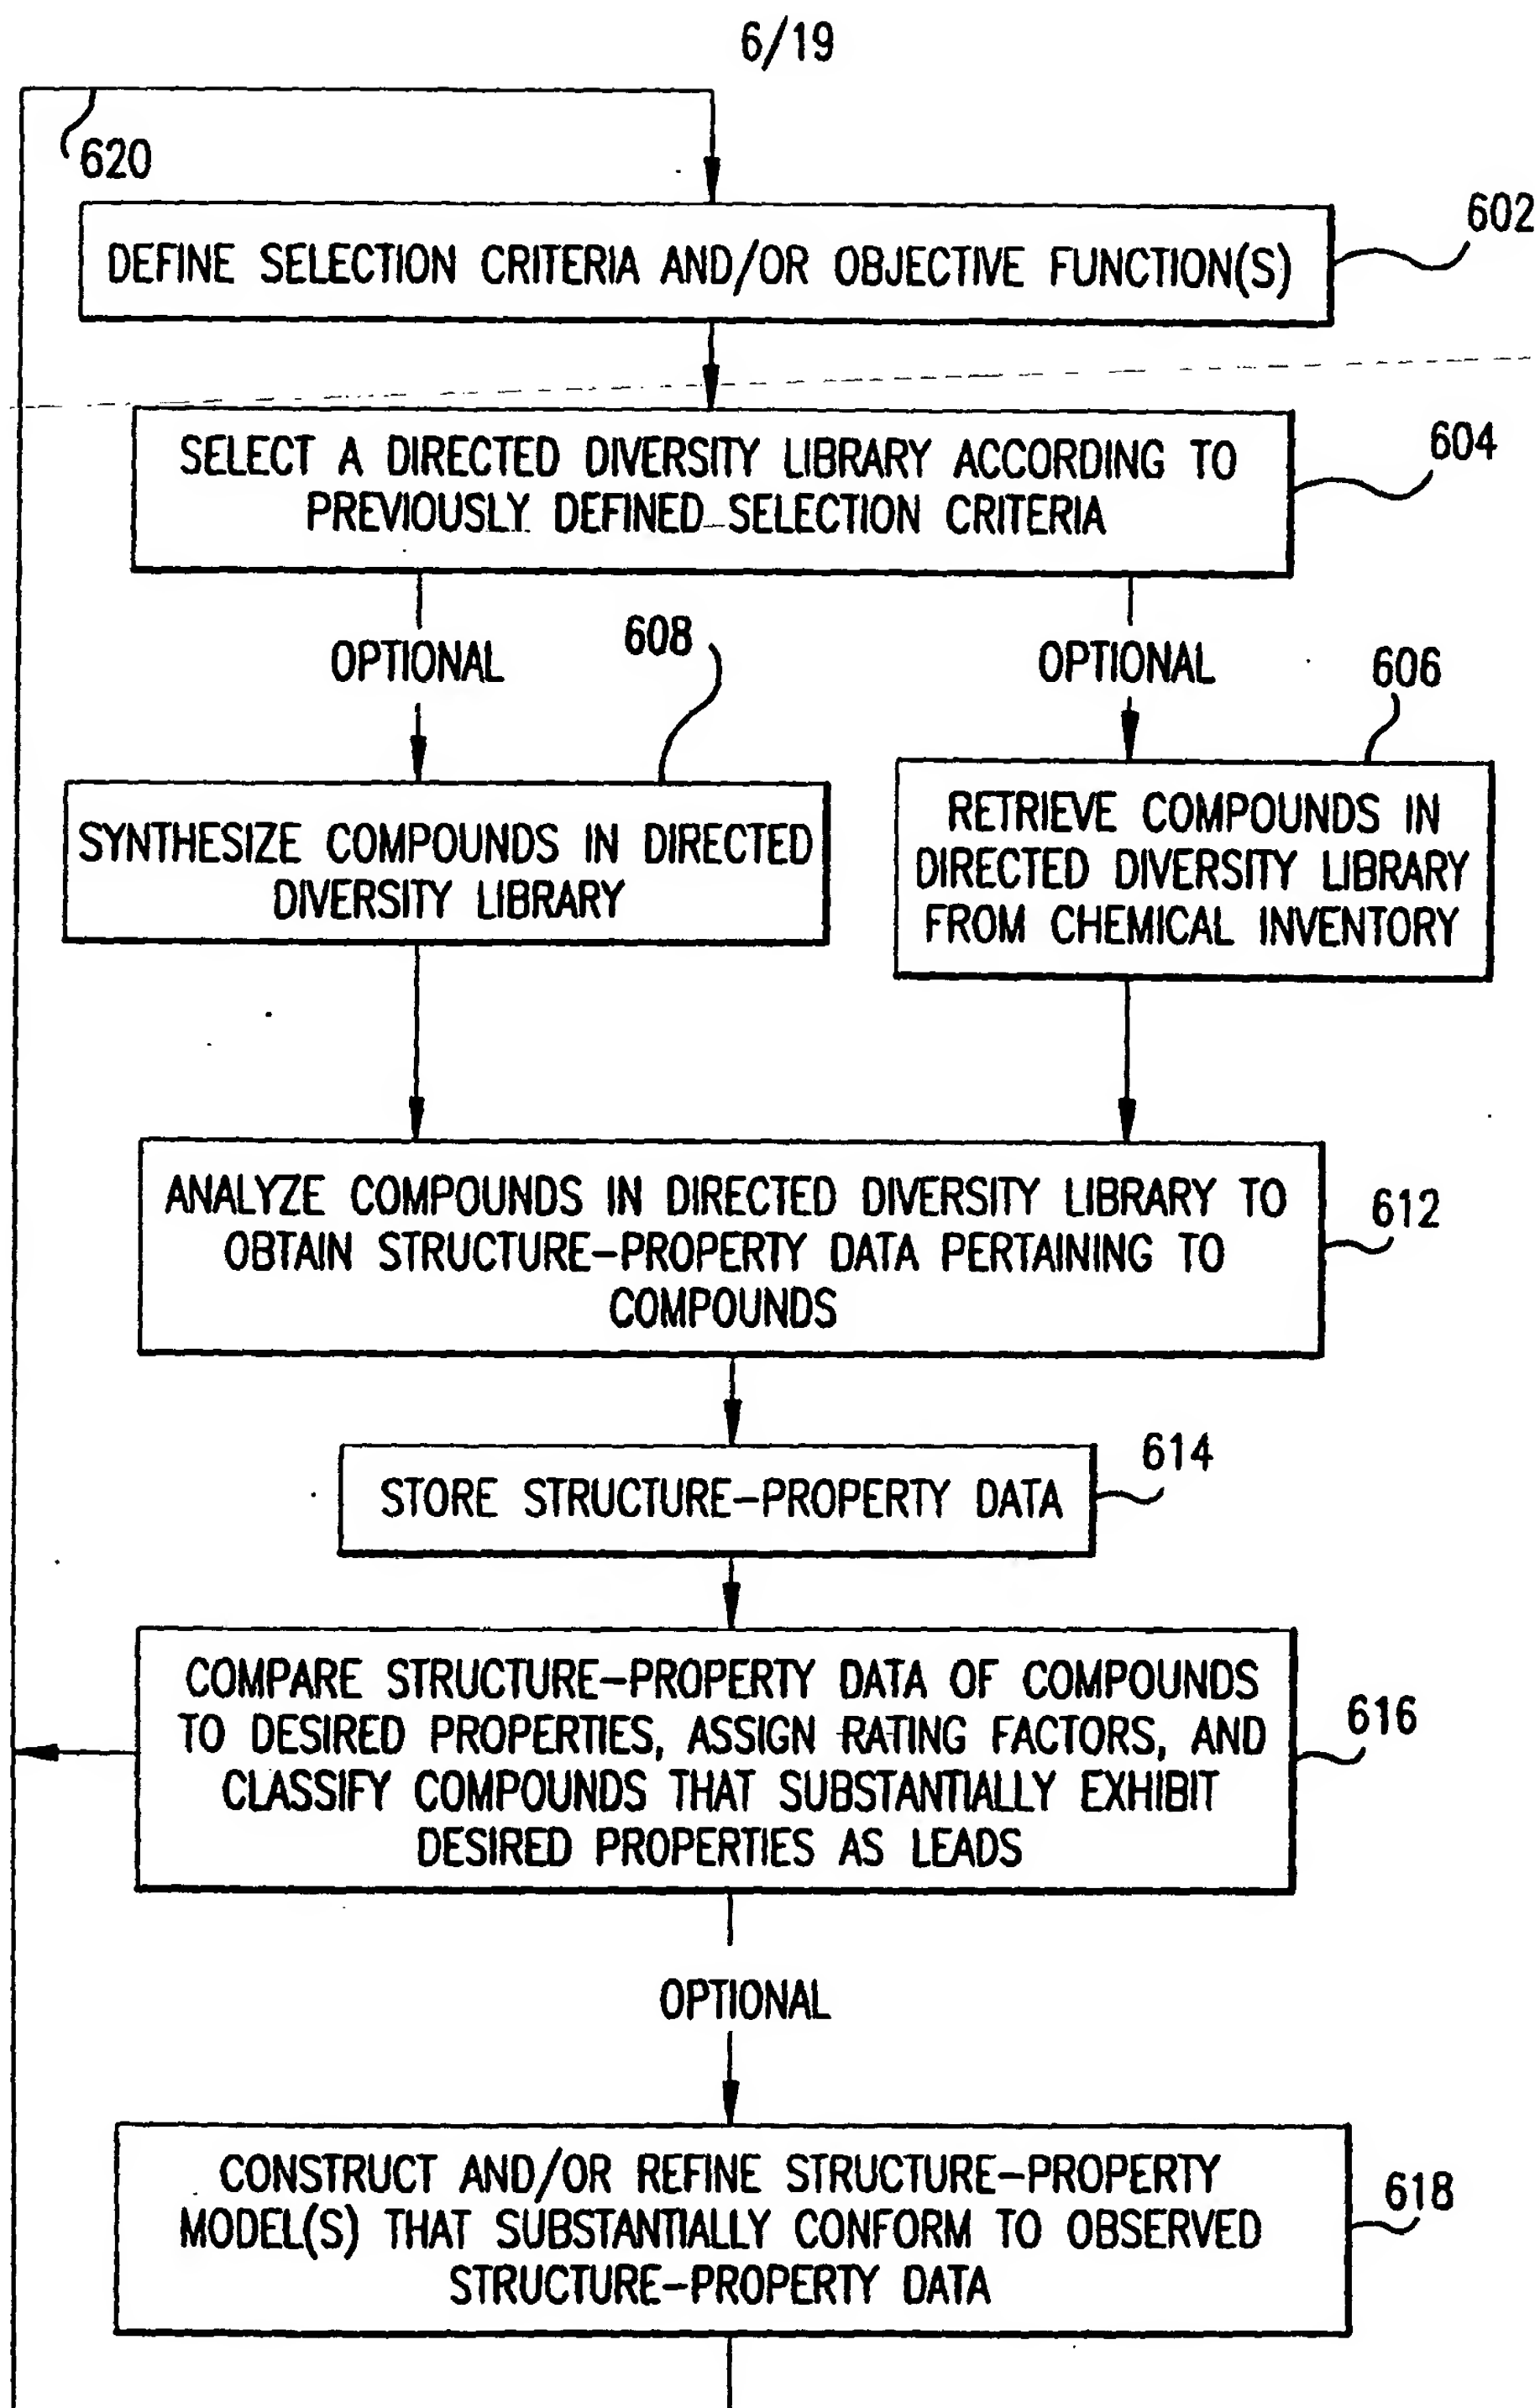 6/19
620
602
DEFINE SELECTION CRITERIA AND/OR OBJECTIVE FUNCTION(S)
604
SELECT A DIRECTED DIVERSITY LIBRARY ACCORDING TO
PREVIOUSLY DEFINED SELECTION CRITERIA
OPTIONAL
608
OPTIONAL
606
SYNTHESIZE COMPOUNDS IN DIRECTED
DIVERSITY LIBRARY
RETRIEVE COMPOUNDS IN
DIRECTED DIVERSITY LIBRARY
FROM CHEMICAL INVENTORY
ANALYZE COMPOUNDS IN DIRECTED DIVERSITY LIBRARY TO
OBTAIN STRUCTURE-PROPERTY DATA PERTAINING TO
COMPOUNDS
612
614
STORE STRUCTURE-PROPERTY DATA
COMPARE STRUCTURE-PROPERTY DATA OF COMPOUNDS
TO DESIRED PROPERTIES, ASSIGN RATING FACTORS, AND
CLASSIFY COMPOUNDS THAT SUBSTANTIALLY EXHIBIT
DESIRED PROPERTIES AS LEADS
616
OPTIONAL
CONSTRUCT AND/OR REFINE STRUCTURE-PROPERTY
MODEL(S) THAT SUBSTANTIALLY CONFORM TO OBSERVED
STRUCTURE-PROPERTY DATA
618